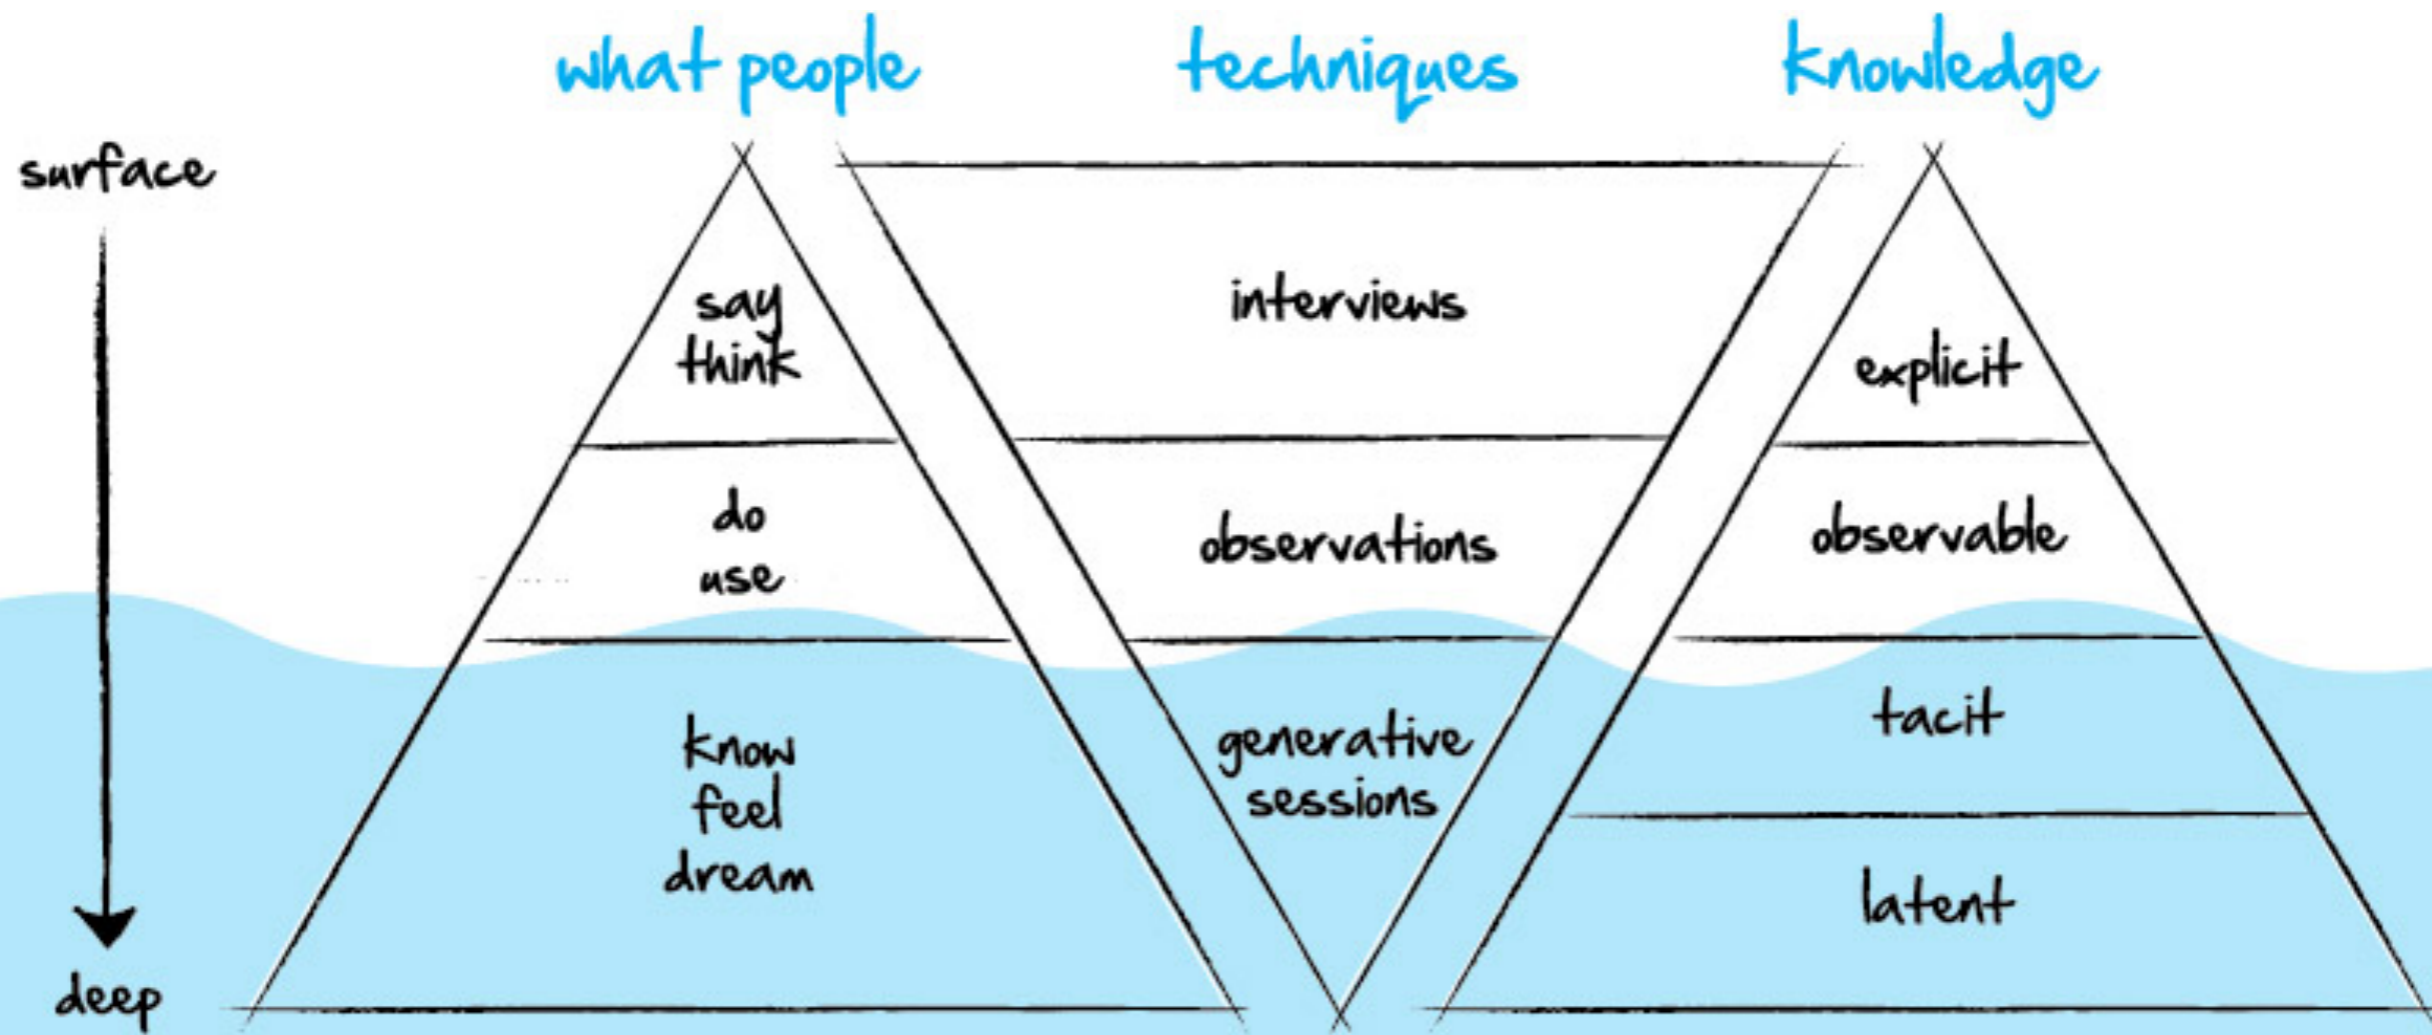 what people
techniques
knowledge
surface
say
think
interviews
explicit
do
use
observations
observable
know
feel
dream
generative
sessions
tacit
latent
deep